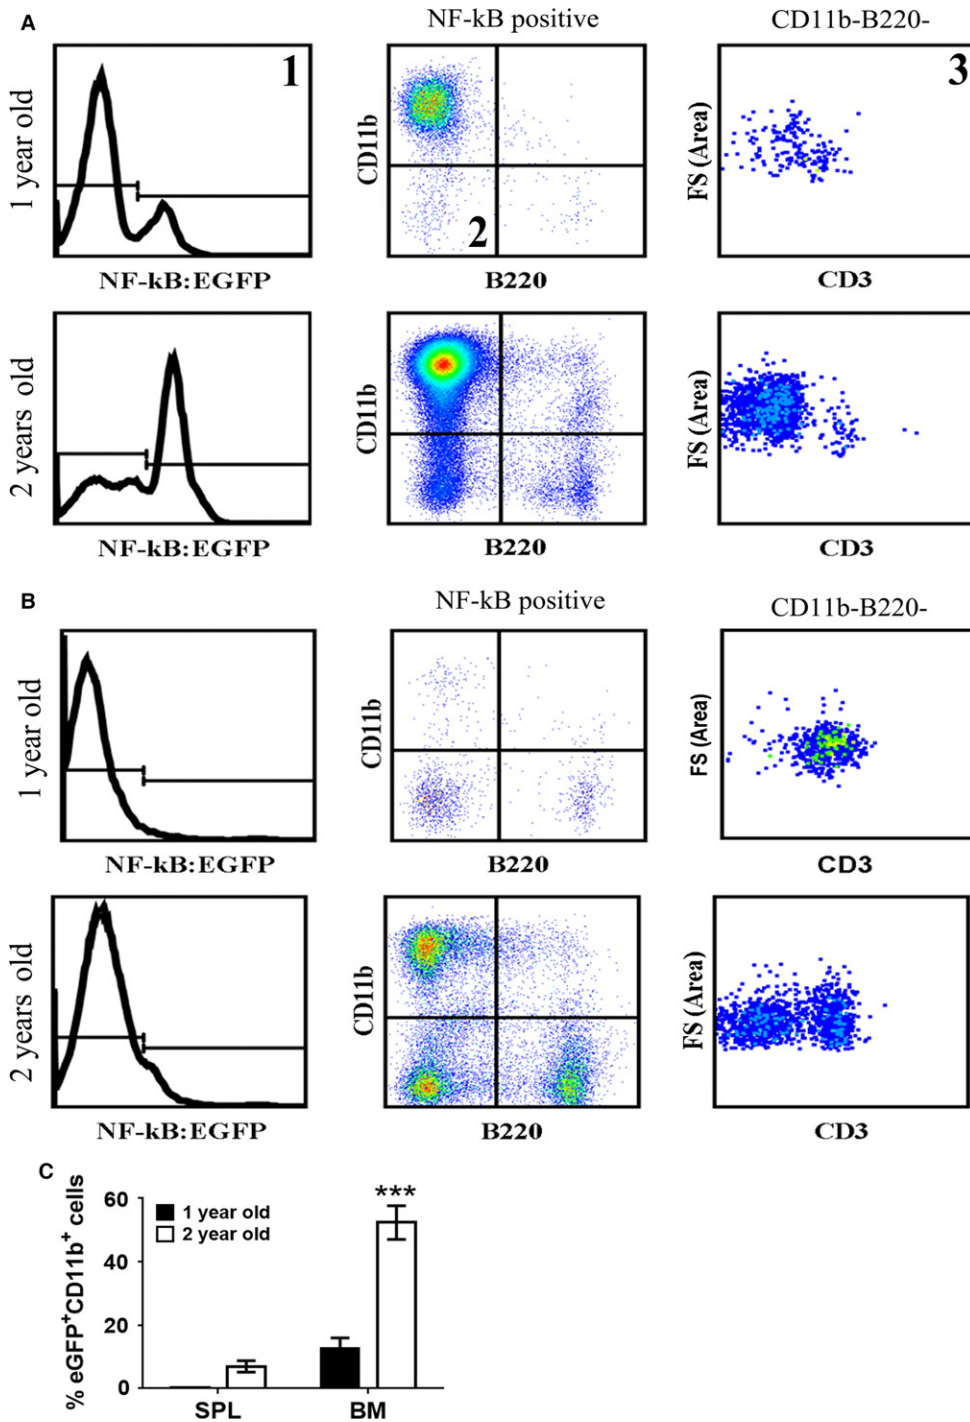 A
NF-kB positive
CD11b-B220-
1 year old
1
NF-kB:EGFP
CD11b
2
B220
3
FS (Area)
CD3
2 years old
NF-kB:EGFP
CD11b
B220
FS (Area)
CD3
B
NF-kB positive
CD11b-B220-
1 year old
NF-kB:EGFP
CD11b
B220
FS (Area)
CD3
2 years old
NF-kB:EGFP
CD11b
B220
FS (Area)
CD3
C
% eGFP+CD11b+ cells
60
40
20
0
1 year old
2 year old
***
SPL
BM